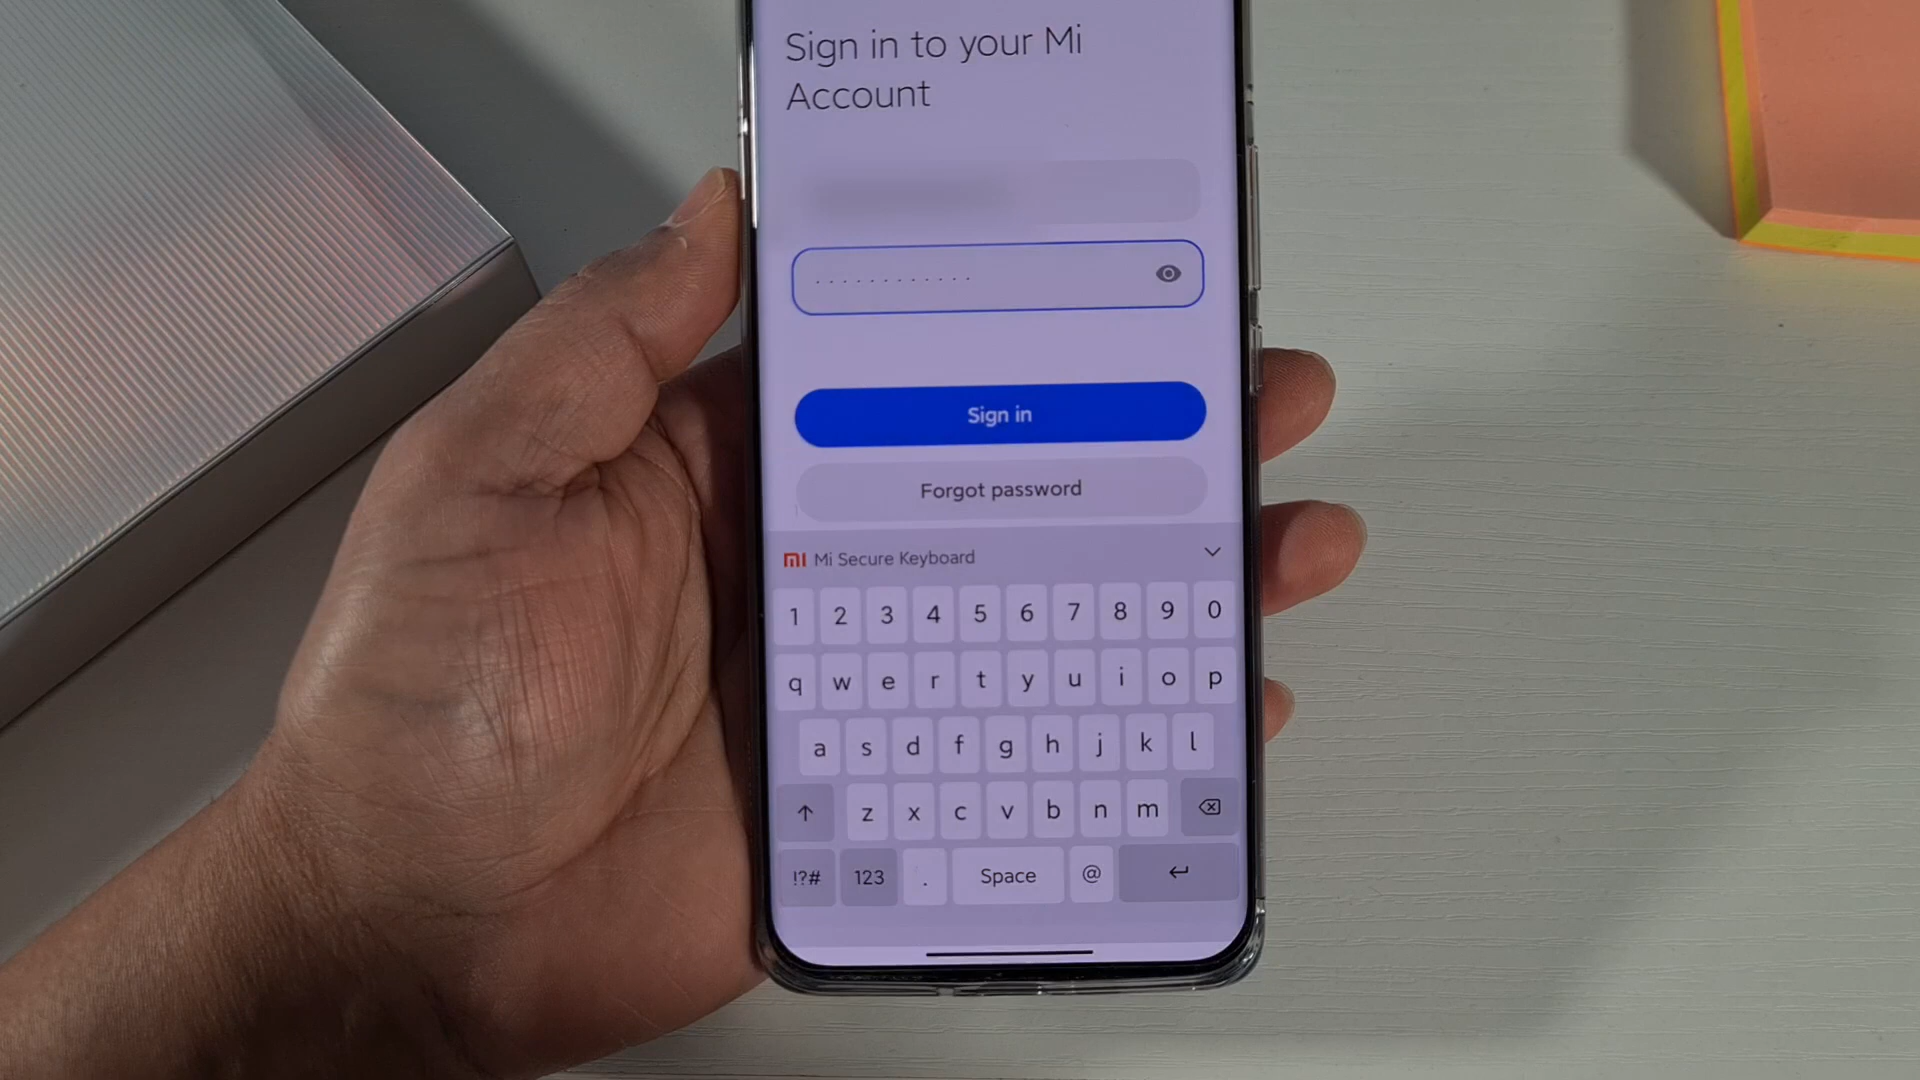 Sign in to your Mi
Account
············
Sign in
Forgot password
mi Mi Secure Keyboard
1 2 3 4 5 6 7 8 9 0
q w e r t y u i o p
a s d f g h j k l
z x c v b n m
!?# 123 . Space @